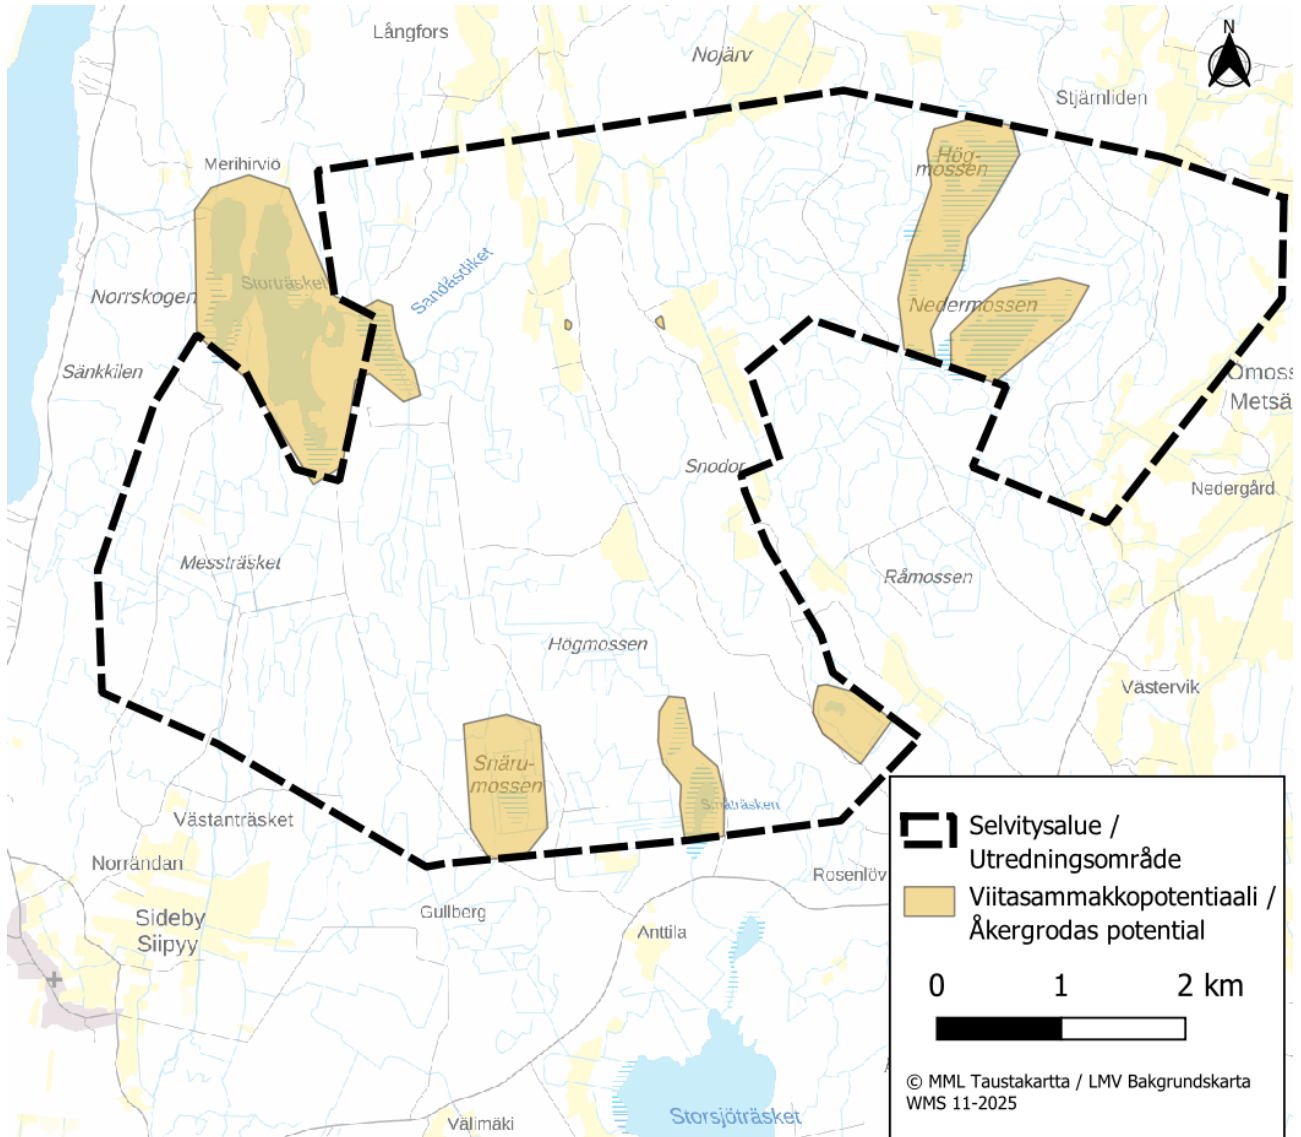 Långfors
Nojärv
N
Stjärnliden
Merihirviö
Hög-
mossen
Sandåsdiket
Storträsket
Norrskogen
Nedermossen
Sänkkilen
Metsä
Snodor
Nedergård
Messträsket
Råmossen
Högmossen
Västervik
Snäru-
mossen
Småträsken
Västanträsket
Norrändan
Rosenlöv
Sideby
Siipyy
Gullberg
Anttila
Storsjöträsket
Välimäki
Selvitysalue /
Utredningsområde
Viitasammakkopotentiaali /
Åkergrodas potential
0 1 2 km
© MML Taustakartta / LMV Bakgrundskarta
WMS 11-2025